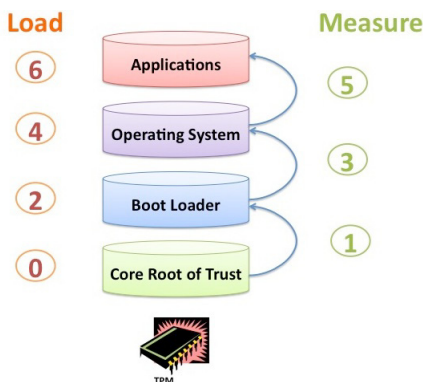 Load
Measure
6
Applications
5
4
Operating System
3
2
Boot Loader
1
0
Core Root of Trust
TPM